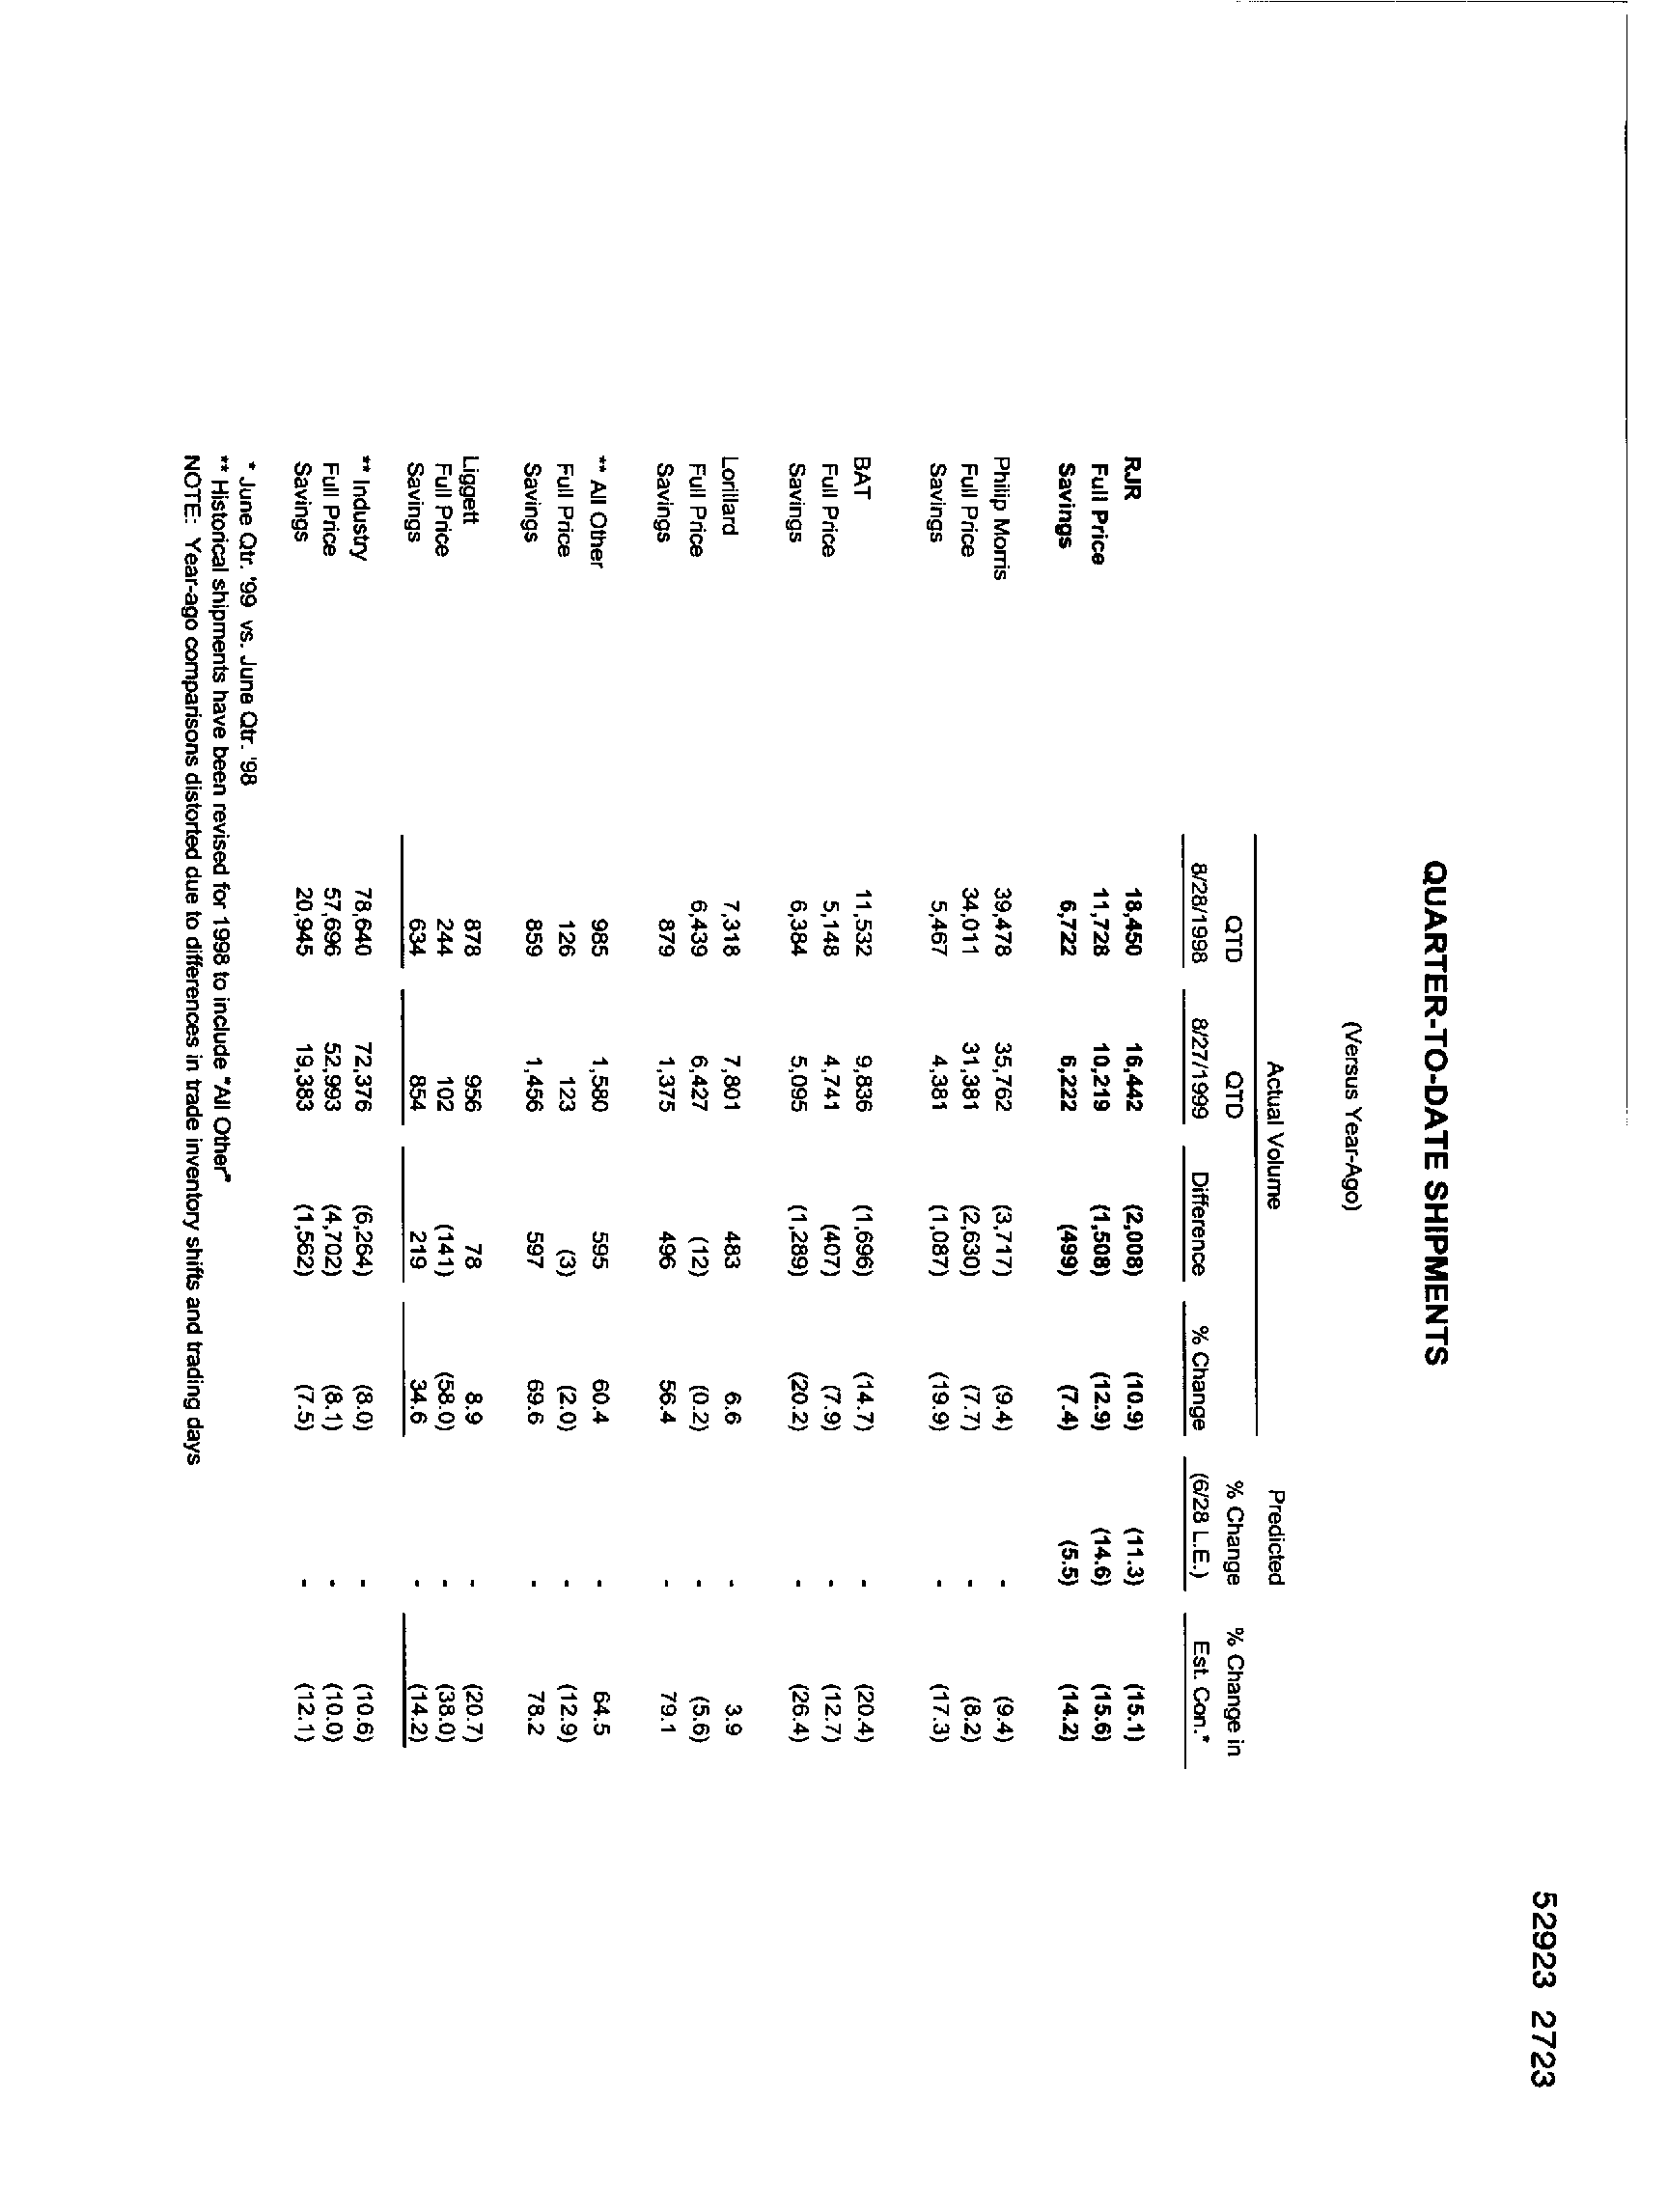 52923 2723
QUARTER-TO-DATE SHIPMENTS
(Versus Year-Ago)
Actual Volume Predicted
QTD QTD % Change % Change in
8/28/1998 8/27/1999 Difference % Change (6/28 L.E.) Est. Con.*
RJR 18,450 16,442 (2,008) (10.9) (11.3) (15.1)
Full Price 11,728 10,219 (1,508) (12.9) (14.6) (15.6)
Savings 6,722 6,222 (499) (7.4) (5.5) (14.2)
Philip Morris 39,478 35,762 (3,717) (9.4) - (9.4)
Full Price 34,011 31,381 (2,630) (7.7) - (8.2)
Savings 5,467 4,381 (1,087) (19.9) - (17.3)
BAT 11,532 9,836 (1,696) (14.7) - (20.4)
Full Price 5,148 4,741 (407) (7.9) - (12.7)
Savings 6,384 5,095 (1,289) (20.2) - (26.4)
Lorillard 7,318 7,801 483 6.6 - 3.9
Full Price 6,439 6,427 (12) (0.2) - (5.6)
Savings 879 1,375 496 56.4 - 79.1
** All Other 985 1,580 595 60.4 - 64.5
Full Price 126 123 (3) (2.0) - (12.9)
Savings 859 1,456 597 69.6 - 78.2
Liggett 878 956 78 8.9 - (20.7)
Full Price 244 102 (141) (58.0) - (38.0)
Savings 634 854 219 34.6 - (14.2)
** Industry 78,640 72,376 (6,264) (8.0) - (10.6)
Full Price 57,696 52,993 (4,702) (8.1) - (10.0)
Savings 20,945 19,383 (1,562) (7.5) - (12.1)
* June Qtr. '99 vs. June Qtr. '98
** Historical shipments have been revised for 1998 to include "All Other"
NOTE: Year-ago comparisons distorted due to differences in trade inventory shifts and trading days